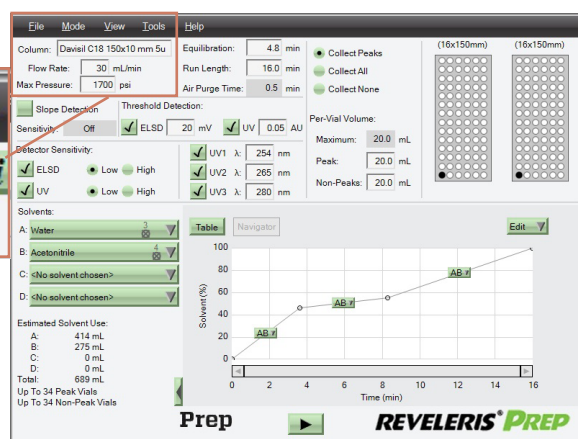 File Mode View Tools Help
Column: Davisil C18 150x10 mm 5u
Flow Rate: 30 mL/min
Max Pressure: 1700 psi
Equilibration: 4.8 min
Run Length: 16.0 min
Air Purge Time: 0.5 min
Collect Peaks
Collect All
Collect None
Per-Vial Volume:
Maximum: 20.0 mL
Peak: 20.0 mL
Non-Peaks: 20.0 mL
(16x150mm) (16x150mm)
Slope Detection
Sensitivity: Off
Threshold Detection:
ELSD 20 mV UV 0.05 AU
Detector Sensitivity:
ELSD Low High
UV Low High
UV1 λ: 254 nm
UV2 λ: 265 nm
UV3 λ: 280 nm
Solvents:
A: Water 3
B: Acetonitrile 4
C: <No solvent chosen>
D: <No solvent chosen>
Estimated Solvent Use:
A: 414 mL
B: 275 mL
C: 0 mL
D: 0 mL
Total: 689 mL
Up To 34 Peak Vials
Up To 34 Non-Peak Vials
Table Navigator Edit
Solvent (%)
100
80
60
40
20
0
AB AB AB
0 2 4 6 8 10 12 14 16
Time (min)
Prep
REVELERIS® PREP